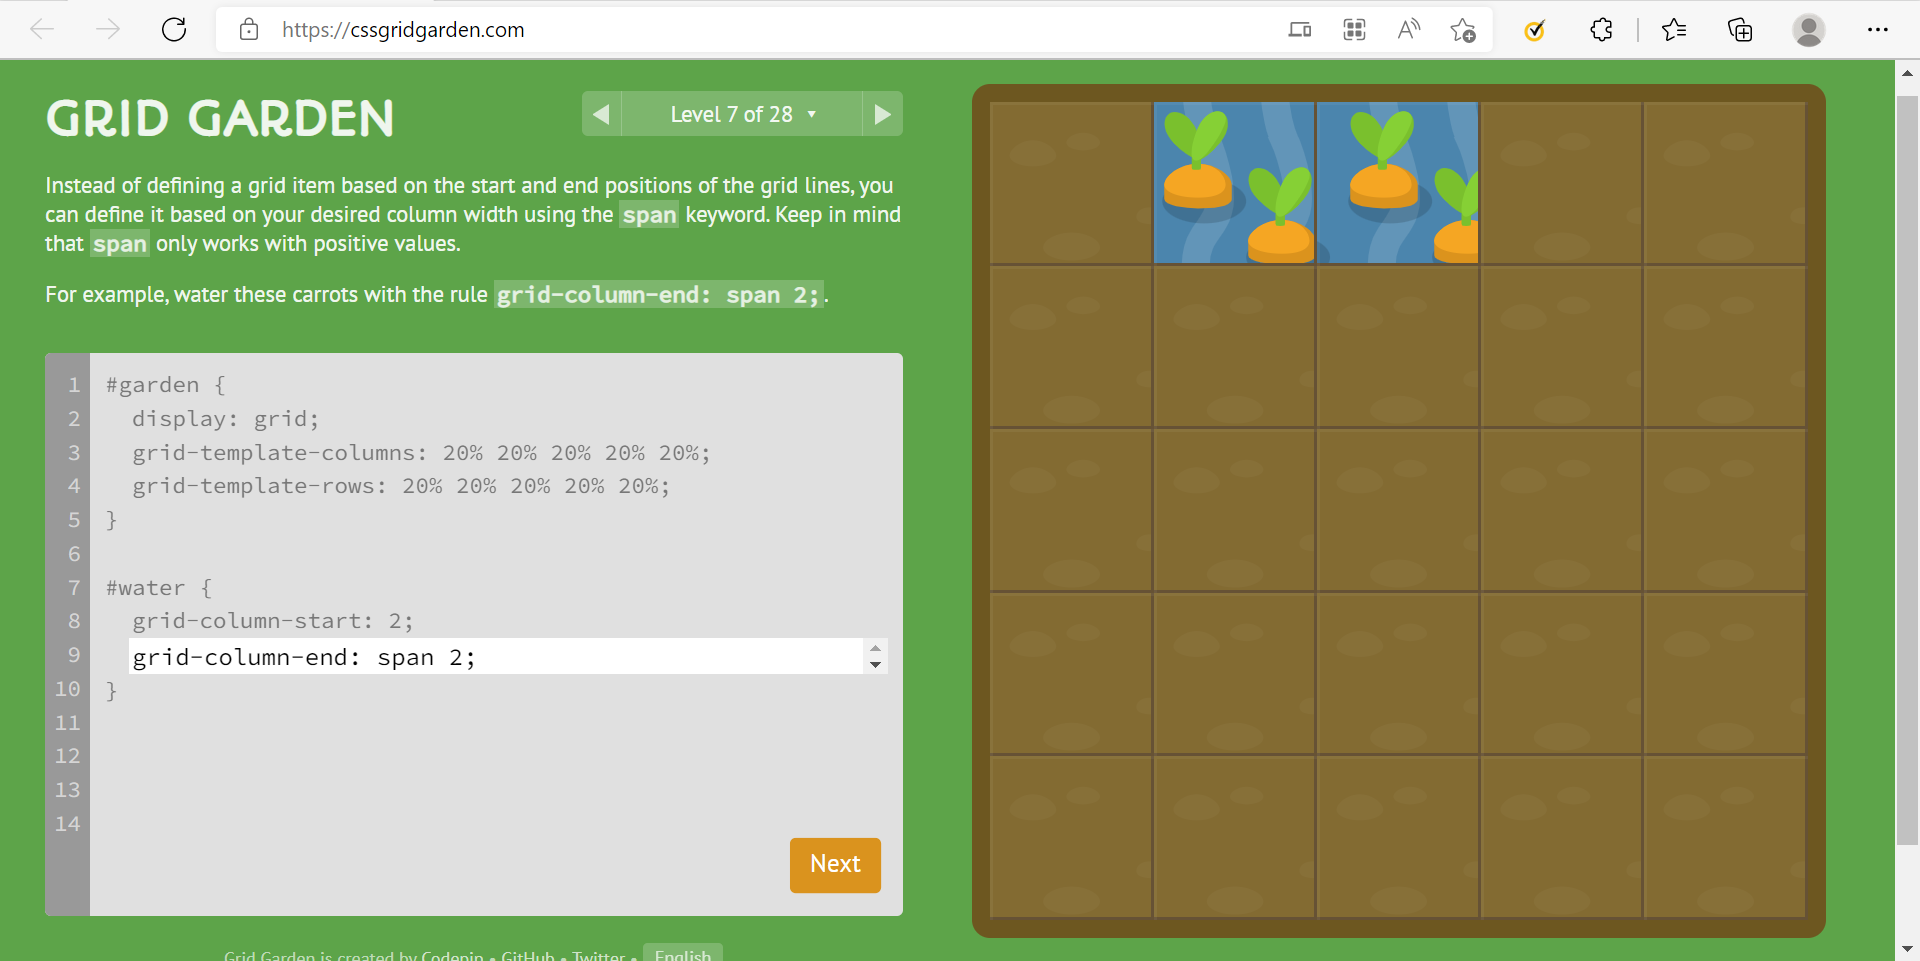 https://cssgridgarden.com
GRID GARDEN
Level 7 of 28
Instead of defining a grid item based on the start and end positions of the grid lines, you
can define it based on your desired column width using the span keyword. Keep in mind
that span only works with positive values.
For example, water these carrots with the rule grid-column-end: span 2;.
1 #garden {
2 display: grid;
3 grid-template-columns: 20% 20% 20% 20% 20%;
4 grid-template-rows: 20% 20% 20% 20% 20%;
5 }
6
7 #water {
8 grid-column-start: 2;
9 grid-column-end: span 2;
10 }
11
12
13
14
Next
Grid Garden is created by Codepip • GitHub • Twitter • English